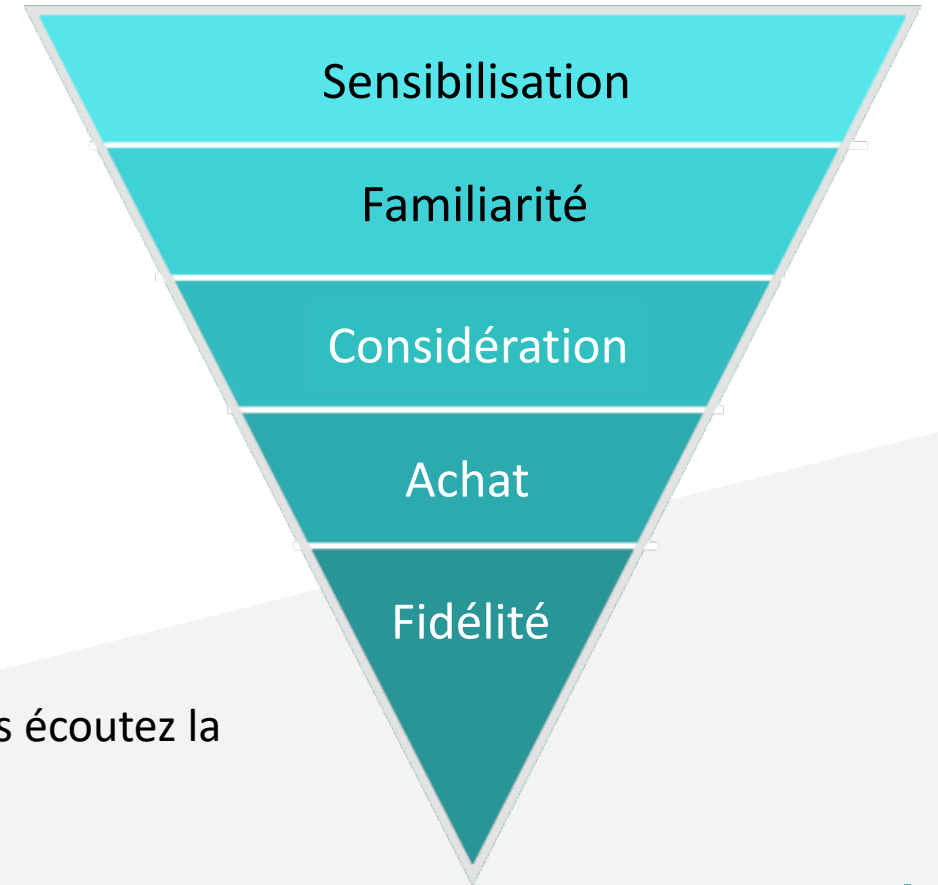 Sensibilisation
Familiarité
Considération
Achat
Fidélité
s écoutez la